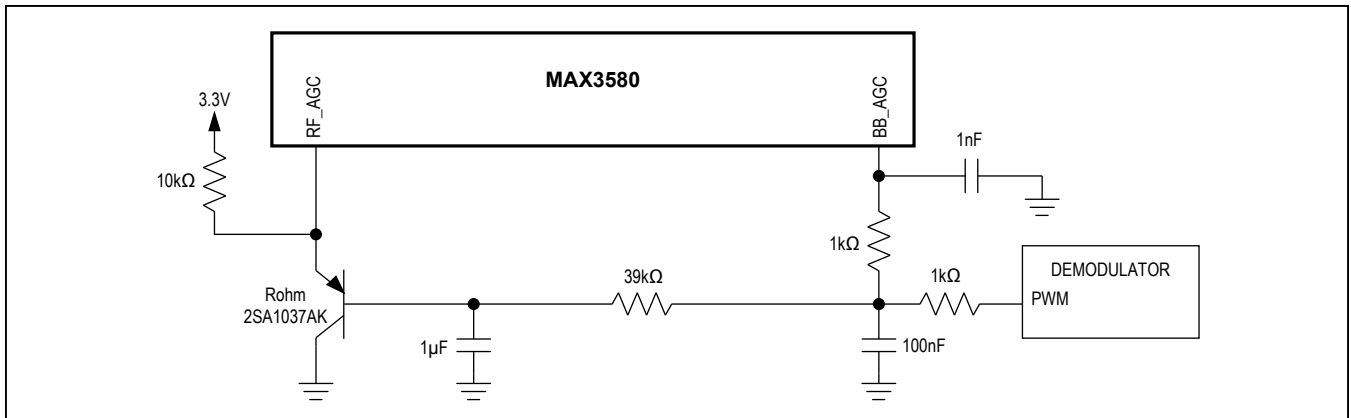 MAX3580
RF_AGC
BB_AGC
3.3V
1nF
10kΩ
1kΩ
DEMODULATOR
39kΩ
1kΩ
PWM
Rohm
2SA1037AK
1µF
100nF